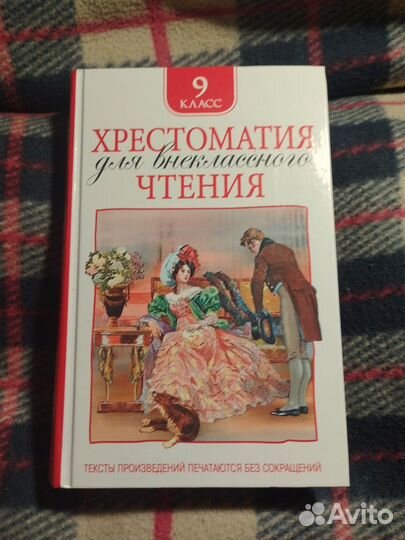 9
КЛАСС
ХРЕСТОМАТИЯ
для внеклассного
ЧТЕНИЯ
ТЕКСТЫ ПРОИЗВЕДЕНИЙ ПЕЧАТАЮТСЯ БЕЗ СОКРАЩЕНИЙ
Avito